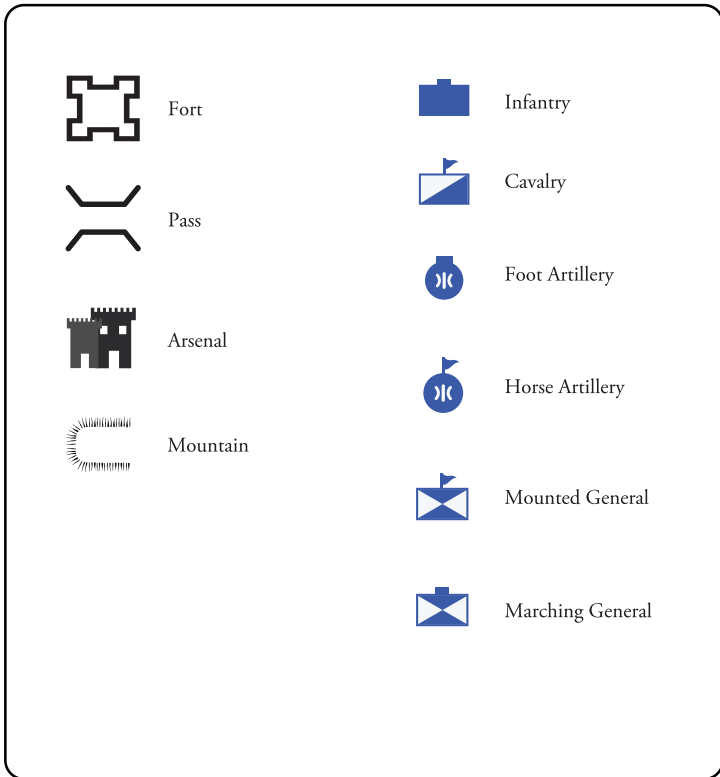 Fort
Pass
Arsenal
Mountain
Infantry
Cavalry
Foot Artillery
Horse Artillery
Mounted General
Marching General